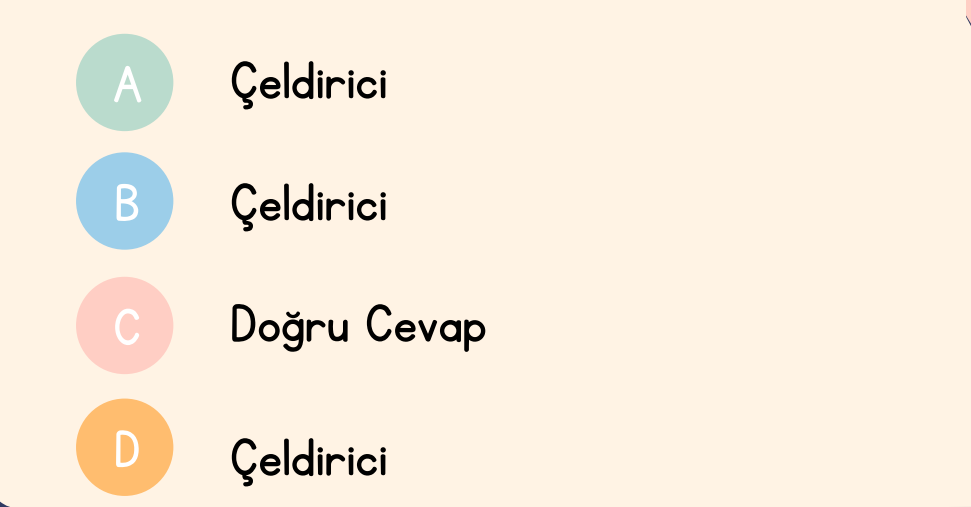 A Çeldirici
B Çeldirici
C Doğru Cevap
D Çeldirici